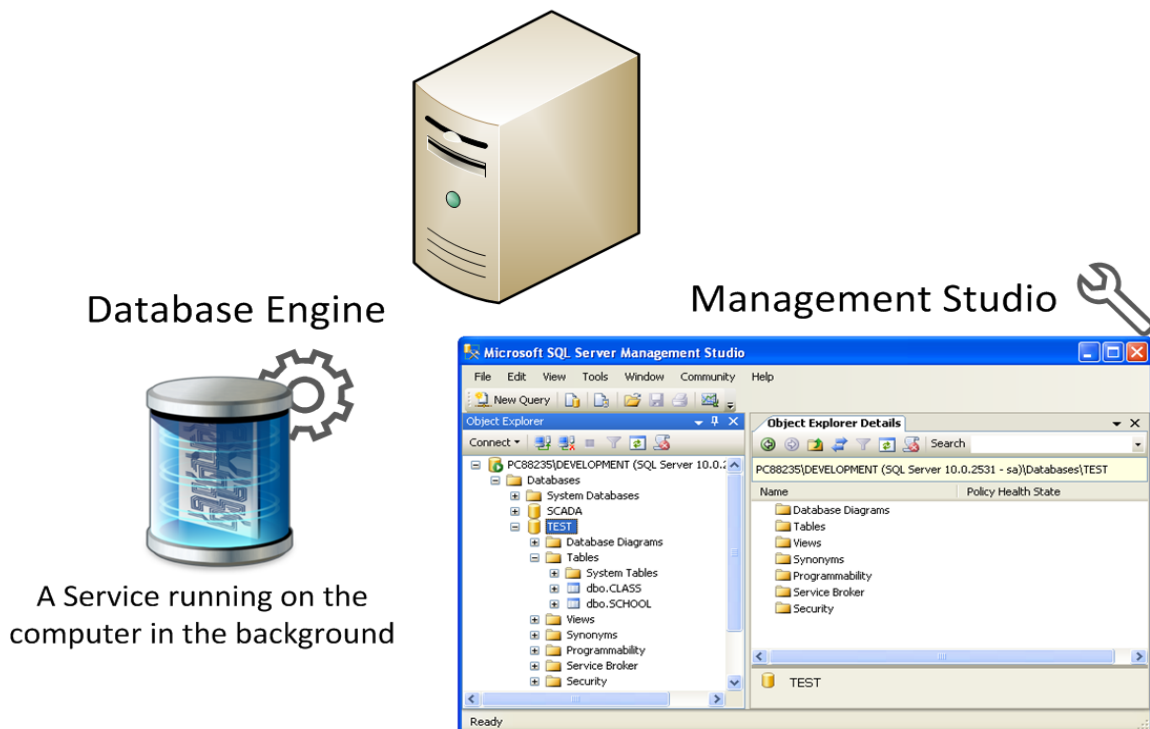 Database Engine
Management Studio
A Service running on the
computer in the background
Microsoft SQL Server Management Studio
File Edit View Tools Window Community Help
New Query
Object Explorer
Connect
PC88235\DEVELOPMENT (SQL Server 10.0.2
Databases
System Databases
SCADA
TEST
Database Diagrams
Tables
System Tables
dbo.CLASS
dbo.SCHOOL
Views
Synonyms
Programmability
Service Broker
Security
Object Explorer Details
Search
PC88235\DEVELOPMENT (SQL Server 10.0.2531 - sa)\Databases\TEST
Name Policy Health State
Database Diagrams
Tables
Views
Synonyms
Programmability
Service Broker
Security
TEST
Ready